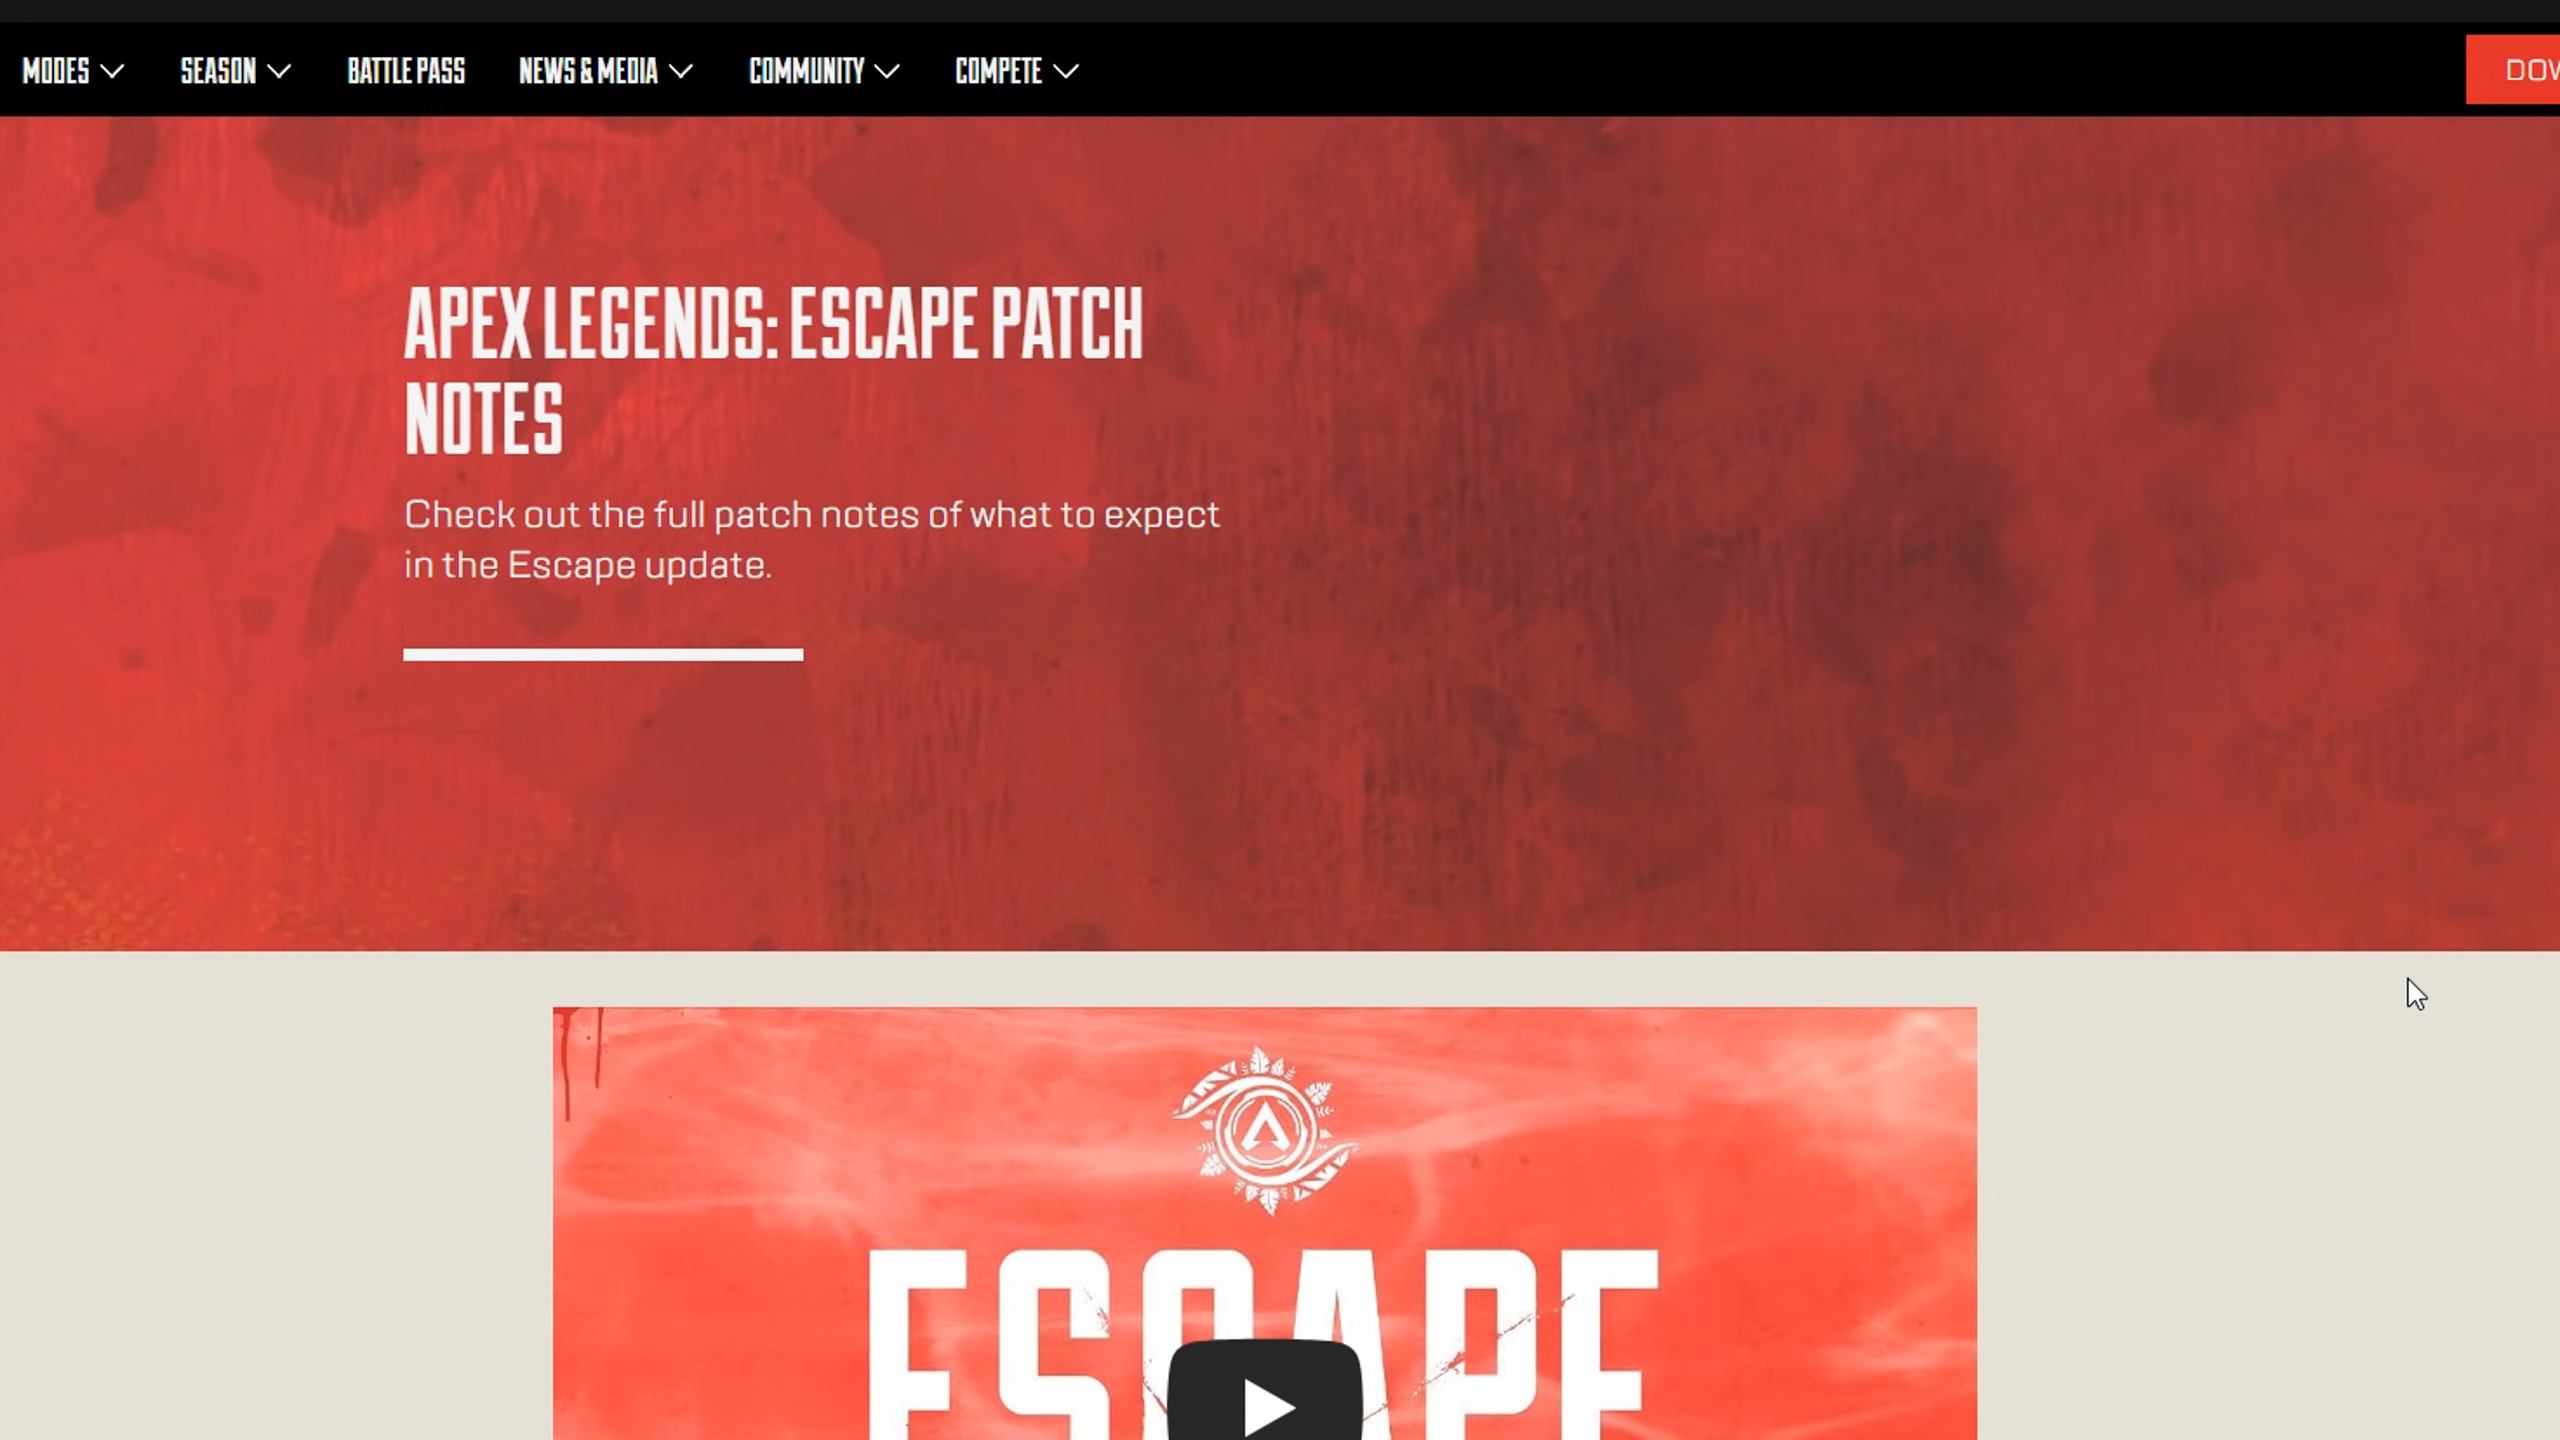 MODES SEASON BATTLE PASS NEWS & MEDIA COMMUNITY COMPETE
APEX LEGENDS: ESCAPE PATCH
NOTES
Check out the full patch notes of what to expect
in the Escape update.
ESCAPE